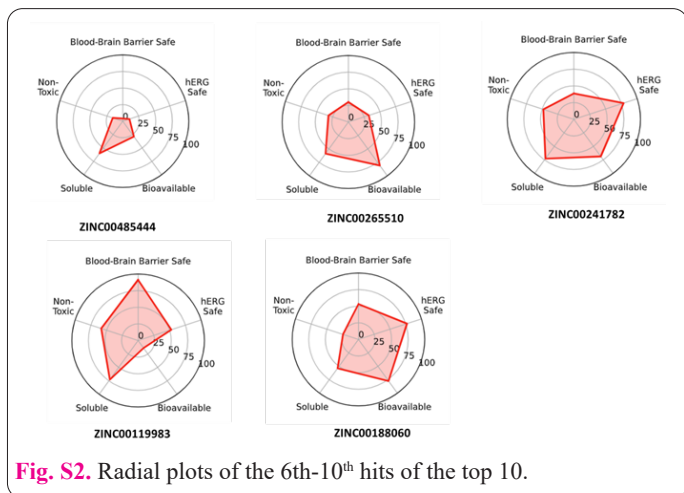 Blood-Brain Barrier Safe
Non-
Toxic
hERG
Safe
0
25
50
75
100
Soluble
Bioavailable
ZINC00485444
Blood-Brain Barrier Safe
Non-
Toxic
hERG
Safe
0
25
50
75
100
Soluble
Bioavailable
ZINC00265510
Blood-Brain Barrier Safe
Non-
Toxic
hERG
Safe
0
25
50
75
100
Soluble
Bioavailable
ZINC00241782
Blood-Brain Barrier Safe
Non-
Toxic
hERG
Safe
0
25
50
75
100
Soluble
Bioavailable
ZINC00119983
Blood-Brain Barrier Safe
Non-
Toxic
hERG
Safe
0
25
50
75
100
Soluble
Bioavailable
ZINC00188060
Fig. S2. Radial plots of the 6th-10th hits of the top 10.